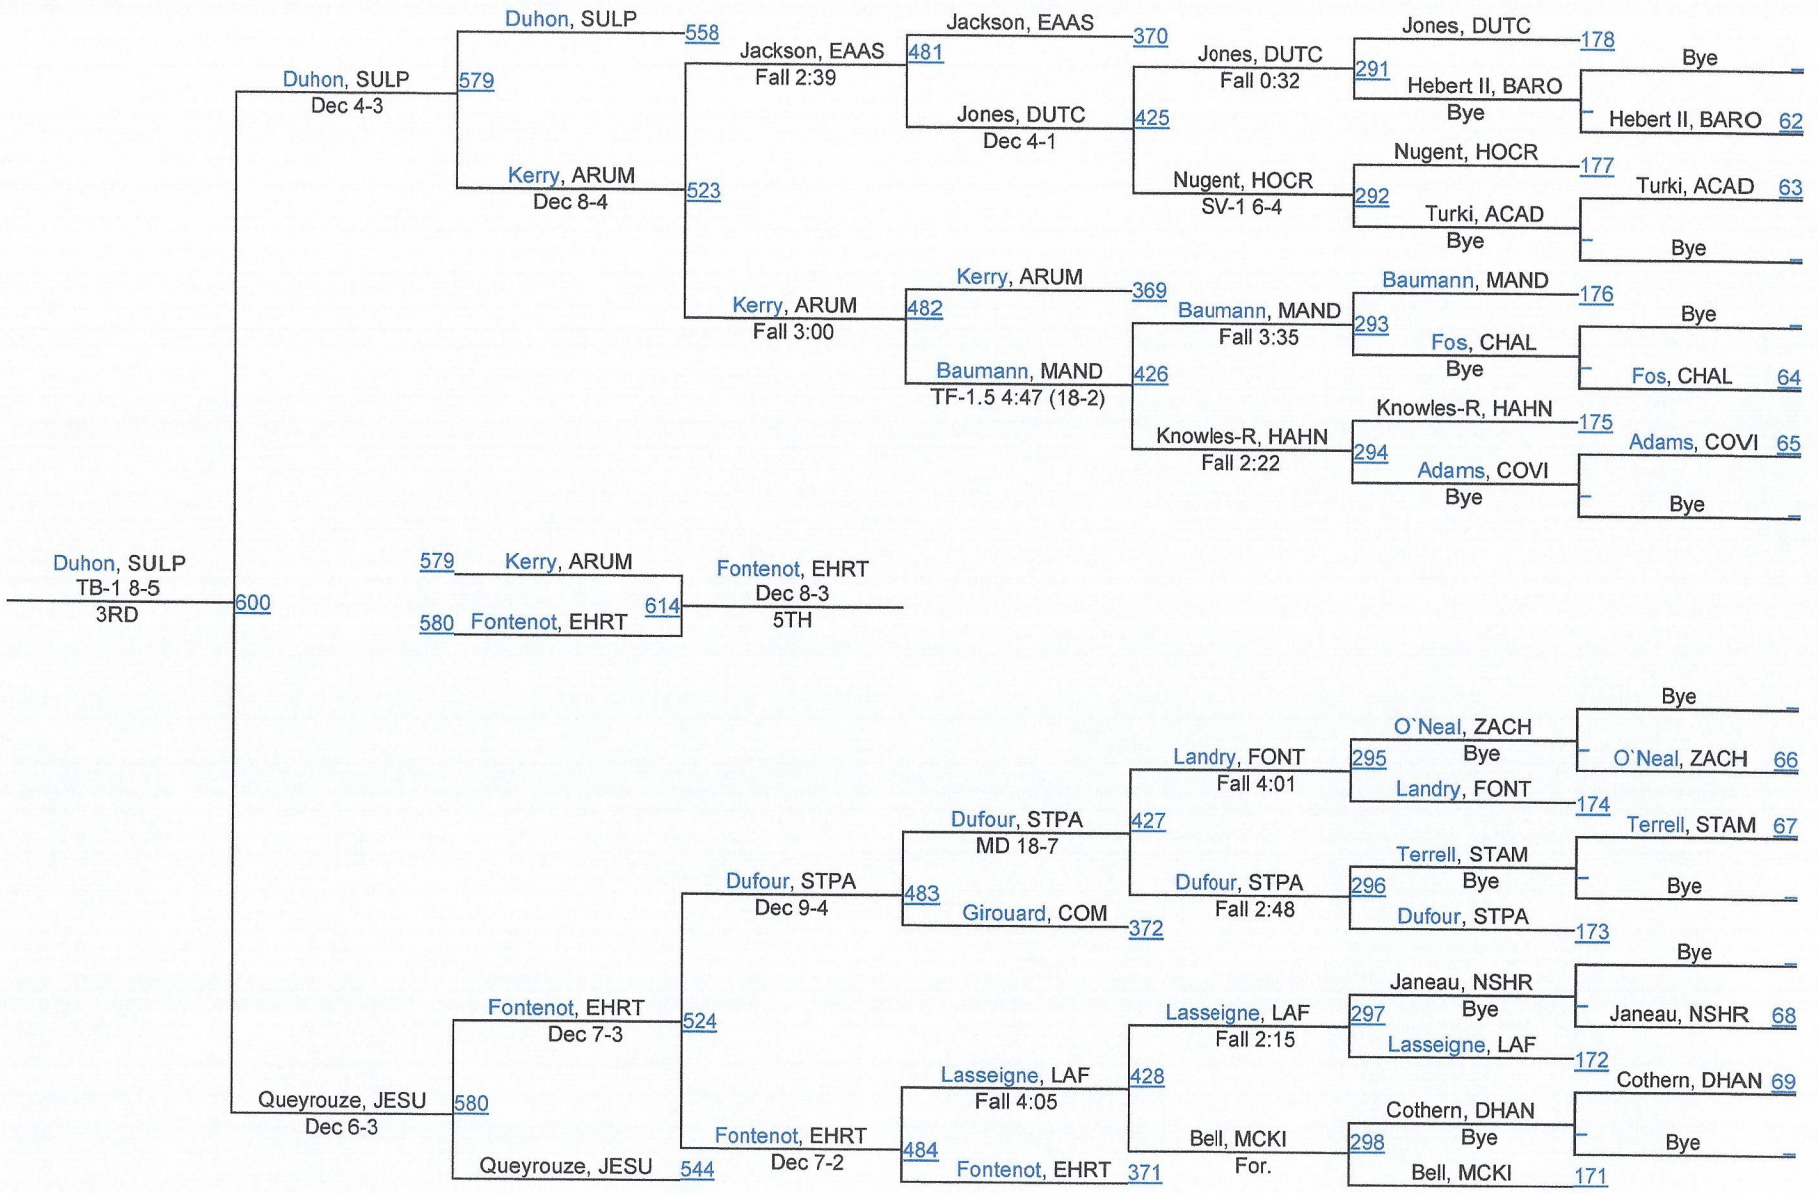 Duhon, SULP
558
Duhon, SULP
Dec 4-3
579
Kerry, ARUM
Dec 8-4
523
Jackson, EAAS
Fall 2:39
481
Jackson, EAAS
370
Jones, DUTC
Dec 4-1
425
Jones, DUTC
Fall 0:32
291
Jones, DUTC
178
Hebert II, BARO
Bye
Bye
Hebert II, BARO 62
Nugent, HOCR
SV-1 6-4
292
Nugent, HOCR
177
Turki, ACAD
Bye
Turki, ACAD 63
Bye
Kerry, ARUM
Fall 3:00
482
Kerry, ARUM
369
Baumann, MAND
TF-1.5 4:47 (18-2)
426
Baumann, MAND
Fall 3:35
293
Baumann, MAND
176
Fos, CHAL
Bye
Bye
Fos, CHAL 64
Knowles-R, HAHN
Fall 2:22
294
Knowles-R, HAHN
175
Adams, COVI
Bye
Adams, COVI 65
Bye
Duhon, SULP
TB-1 8-5
3RD
600
579 Kerry, ARUM
580 Fontenot, EHRT
614
Fontenot, EHRT
Dec 8-3
5TH
Bye
O`Neal, ZACH
Bye
O`Neal, ZACH 66
Landry, FONT
Fall 4:01
295
Landry, FONT
174
Dufour, STPA
MD 18-7
427
Terrell, STAM 67
Terrell, STAM
Bye
Bye
Dufour, STPA
Fall 2:48
296
Dufour, STPA
173
Dufour, STPA
Dec 9-4
483
Girouard, COM
372
Bye
Janeau, NSHR
Bye
Janeau, NSHR 68
Lasseigne, LAF
Fall 2:15
297
Lasseigne, LAF
172
Fontenot, EHRT
Dec 7-3
524
Lasseigne, LAF
Fall 4:05
428
Cothern, DHAN 69
Cothern, DHAN
Bye
Bye
Bell, MCKI
For.
298
Bell, MCKI
171
Queyrouze, JESU
Dec 6-3
580
Queyrouze, JESU
544
Fontenot, EHRT
Dec 7-2
484
Fontenot, EHRT
371